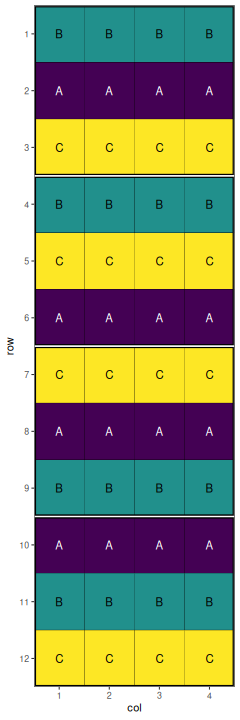 1 B B B B
2 A A A A
3 C C C C
4 B B B B
5 C C C C
6 A A A A
row
7 C C C C
8 A A A A
9 B B B B
10 A A A A
11 B B B B
12 C C C C
1 2 3 4
col